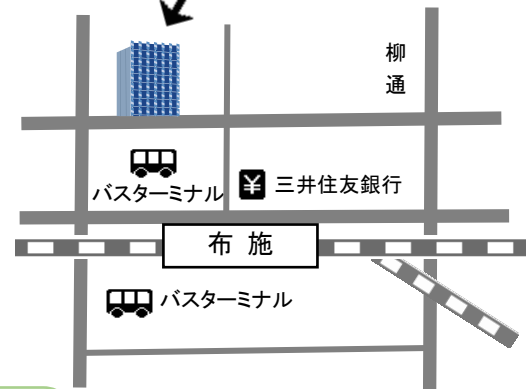 柳
通
バスターミナル
¥ 三井住友銀行
布施
バスターミナル